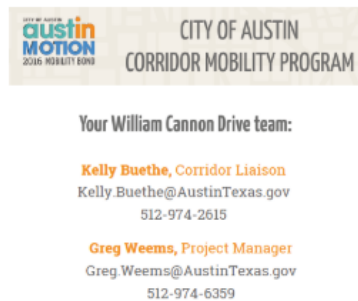 CITY OF AUSTIN
austin
MOTION
2016 MOBILITY BOND
CITY OF AUSTIN
CORRIDOR MOBILITY PROGRAM
Your William Cannon Drive team:
Kelly Buethe, Corridor Liaison
Kelly.Buethe@AustinTexas.gov
512-974-2615
Greg Weems, Project Manager
Greg.Weems@AustinTexas.gov
512-974-6359